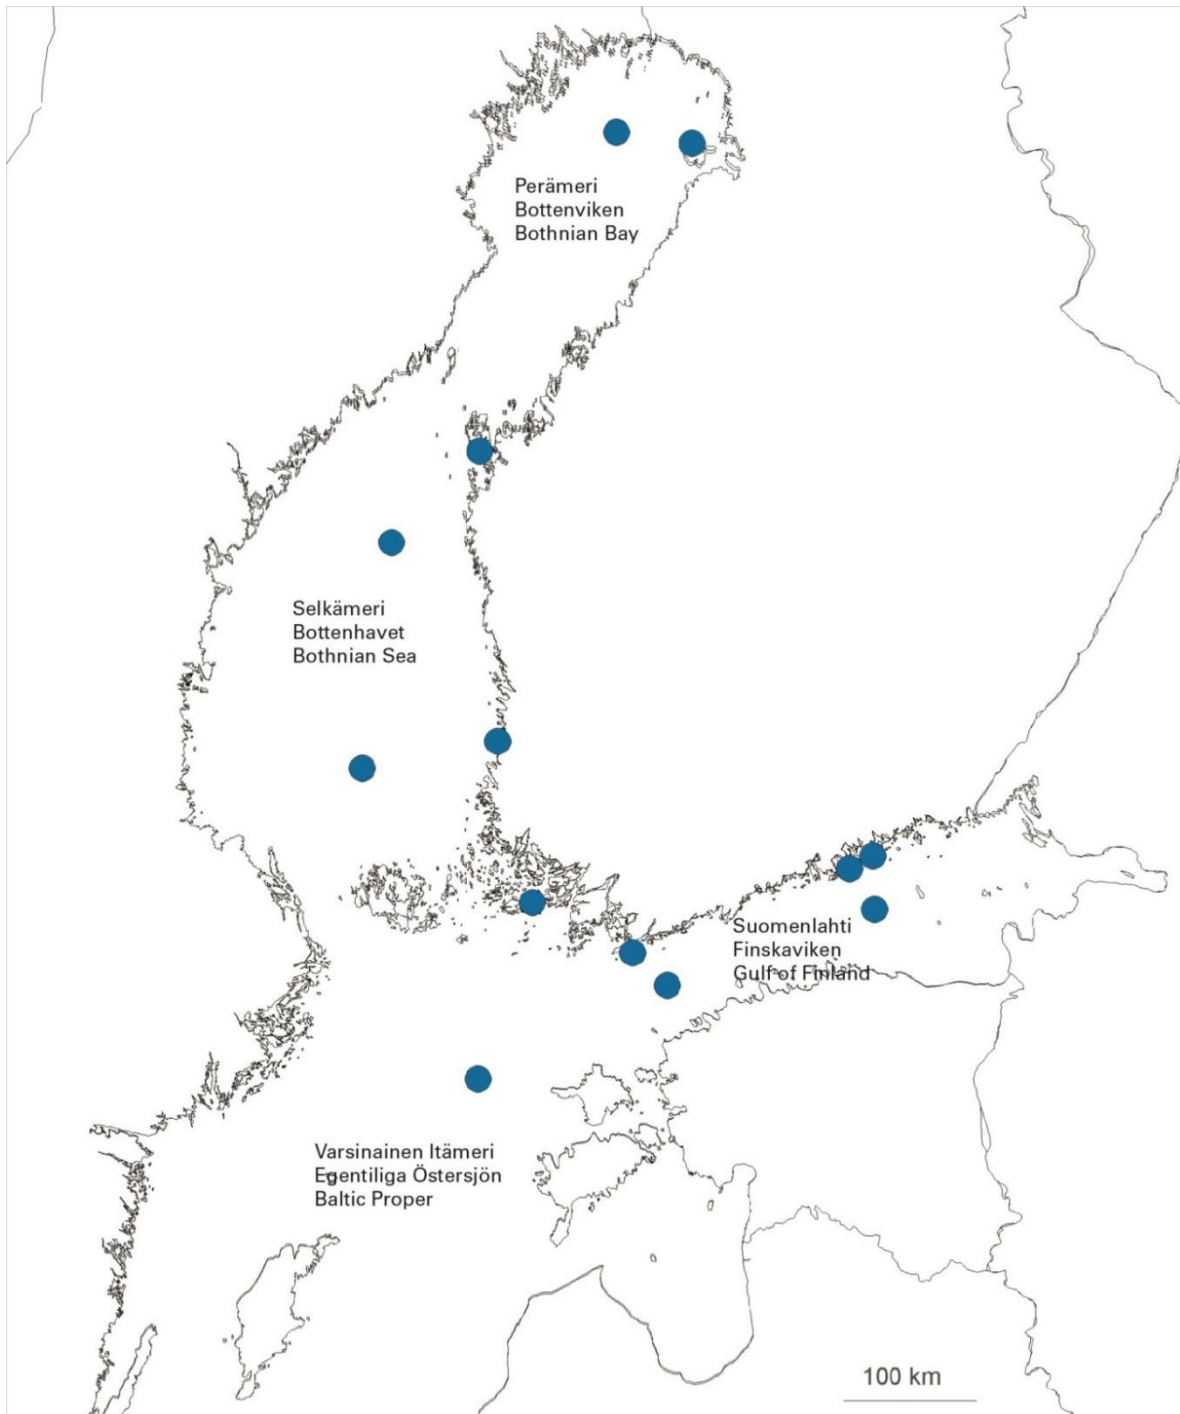 Perämeri
Bottenviken
Bothnian Bay
Selkämeri
Bottenhavet
Bothnian Sea
Suomenlahti
Finskaviken
Gulf of Finland
Varsinainen Itämeri
Egentiliga Östersjön
Baltic Proper
100 km